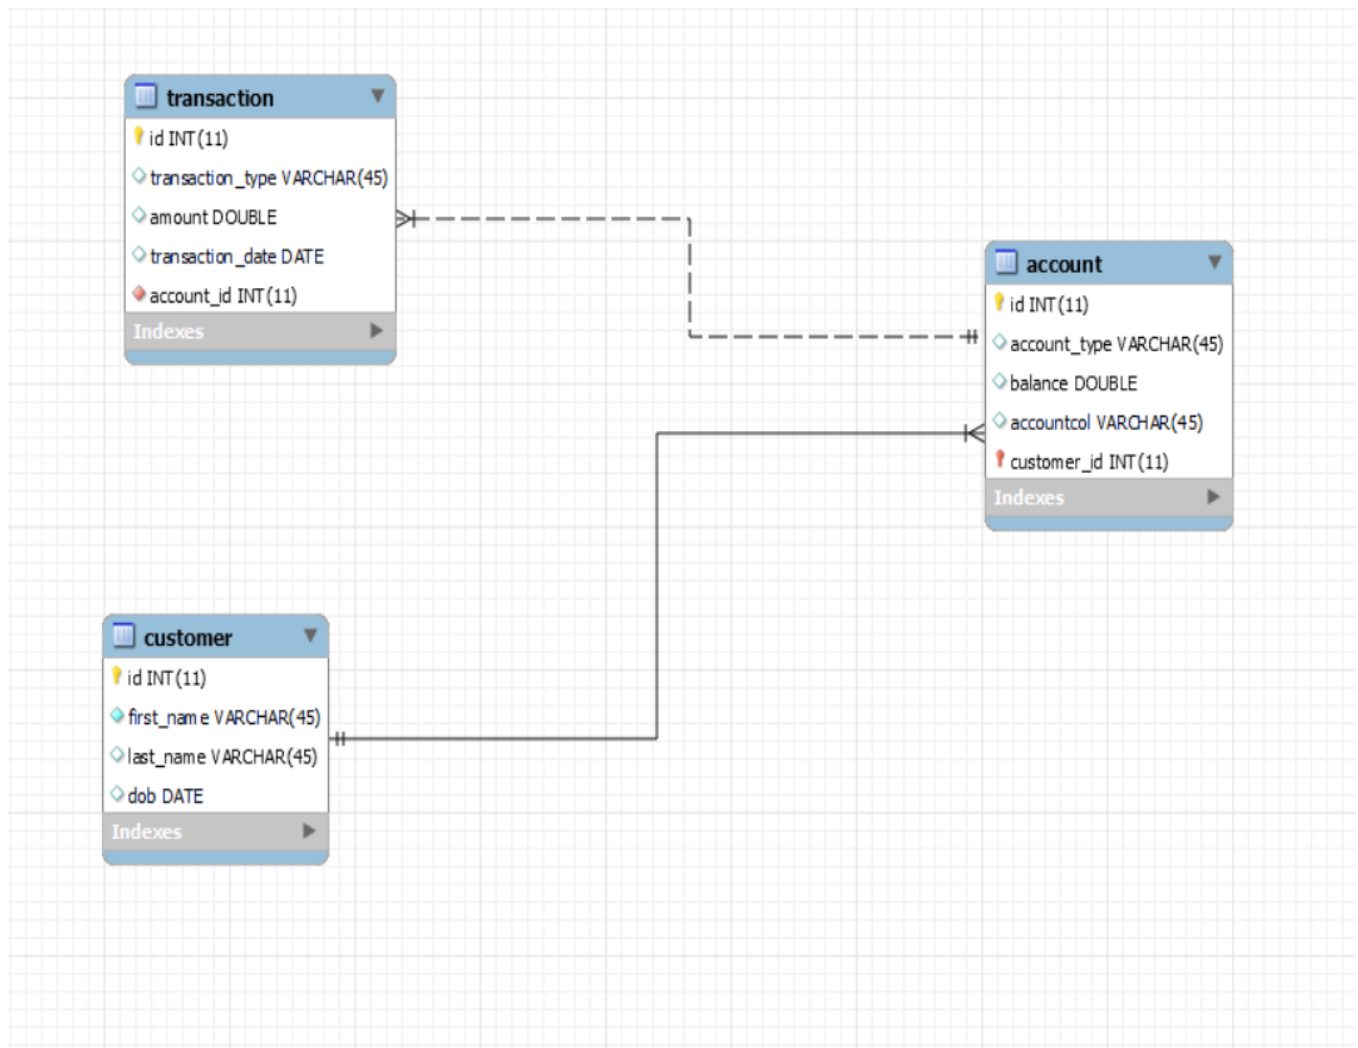 transaction
id INT(11)
transaction_type VARCHAR(45)
amount DOUBLE
transaction_date DATE
account_id INT(11)
Indexes
account
id INT(11)
account_type VARCHAR(45)
balance DOUBLE
accountcol VARCHAR(45)
customer_id INT(11)
Indexes
customer
id INT(11)
first_name VARCHAR(45)
last_name VARCHAR(45)
dob DATE
Indexes